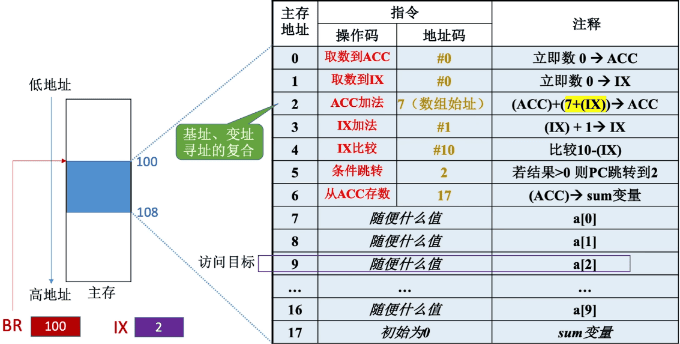 主存地址 指令 注释
操作码 地址码
0 取数到ACC #0 立即数 0 → ACC
1 取数到IX #0 立即数 0 → IX
2 ACC加法 7（数组始址） (ACC)+(7+(IX))→ ACC
3 IX加法 #1 (IX) + 1→ IX
4 IX比较 #10 比较10-(IX)
5 条件跳转 2 若结果>0 则PC跳转到2
6 从ACC存数 17 (ACC)→ sum变量
7 随便什么值 a[0]
8 随便什么值 a[1]
9 随便什么值 a[2]
... ... ...
16 随便什么值 a[9]
17 初始为0 sum变量
低地址
基址、变址
寻址的复合
100
108
访问目标
高地址 主存
BR 100 IX 2